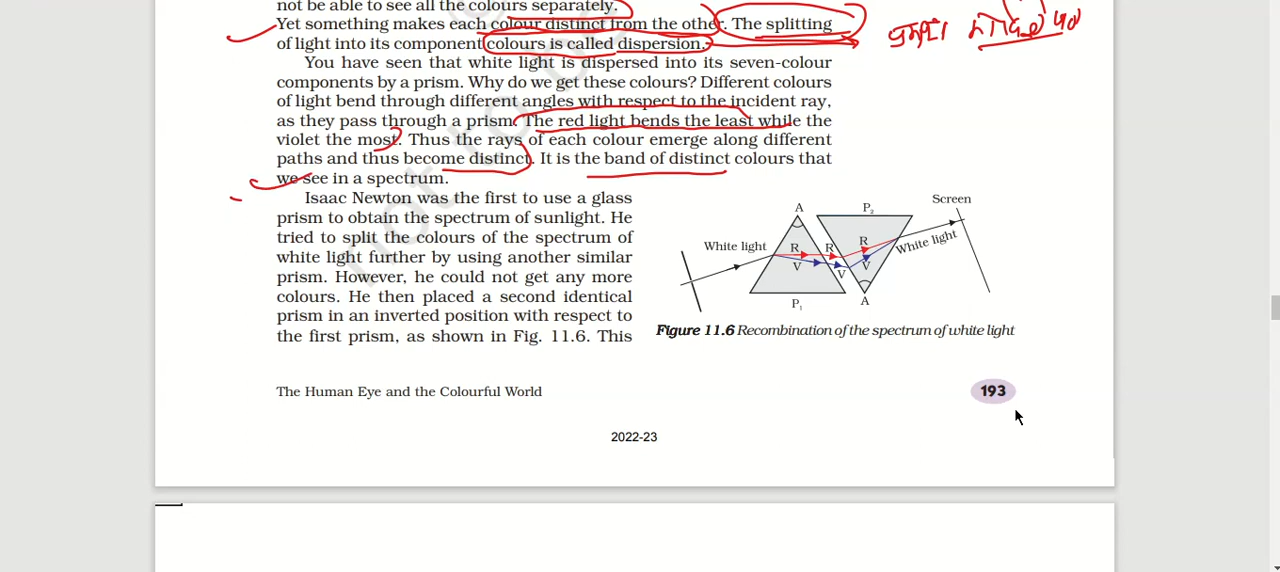 not be able to see all the colours separately.
Yet something makes each colour distinct from the other. The splitting
of light into its component colours is called dispersion.
You have seen that white light is dispersed into its seven-colour
components by a prism. Why do we get these colours? Different colours
of light bend through different angles with respect to the incident ray,
as they pass through a prism. The red light bends the least while the
violet the most. Thus the rays of each colour emerge along different
paths and thus become distinct. It is the band of distinct colours that
we see in a spectrum.
Isaac Newton was the first to use a glass
prism to obtain the spectrum of sunlight. He
tried to split the colours of the spectrum of
white light further by using another similar
prism. However, he could not get any more
colours. He then placed a second identical
prism in an inverted position with respect to
the first prism, as shown in Fig. 11.6. This
A
P₂
Screen
White light
R
R
R
White light
V
V
V
P₁
A
Figure 11.6 Recombination of the spectrum of white light
The Human Eye and the Colourful World
193
2022-23
not to be